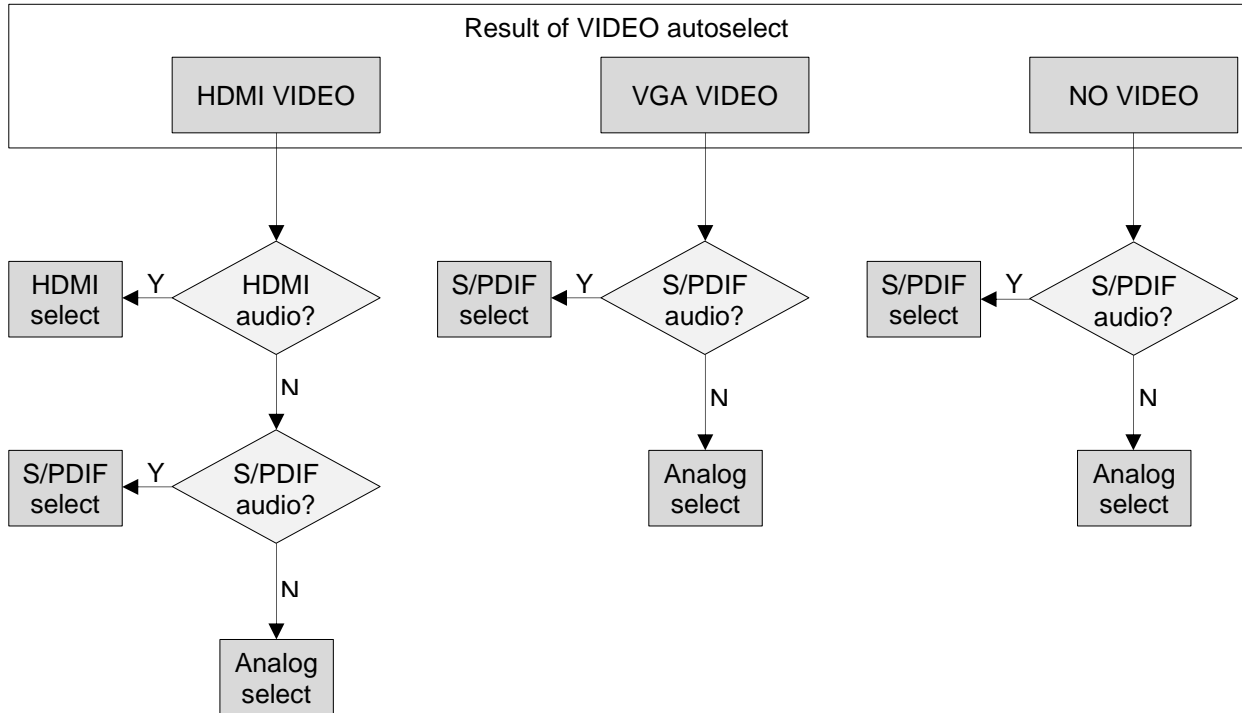 Result of VIDEO autoselect
HDMI VIDEO
VGA VIDEO
NO VIDEO
HDMI
select
Y
HDMI
audio?
S/PDIF
select
Y
S/PDIF
audio?
S/PDIF
select
Y
S/PDIF
audio?
N
N
N
S/PDIF
select
Y
S/PDIF
audio?
Analog
select
Analog
select
N
Analog
select